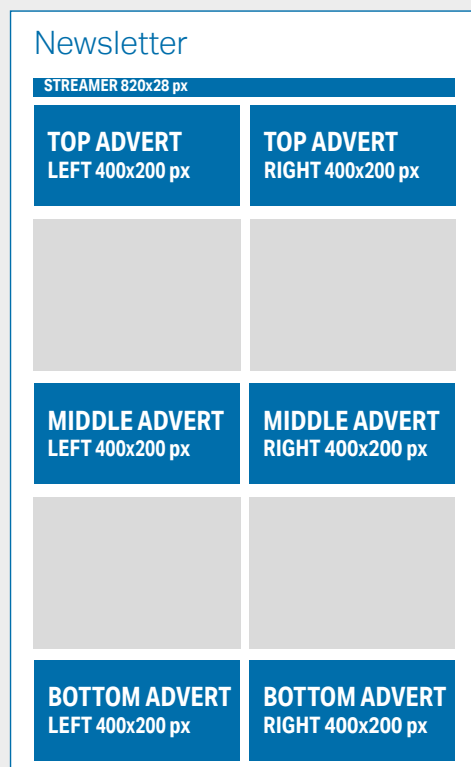 Newsletter
STREAMER 820x28 px
TOP ADVERT
LEFT 400x200 px
TOP ADVERT
RIGHT 400x200 px
MIDDLE ADVERT
LEFT 400x200 px
MIDDLE ADVERT
RIGHT 400x200 px
BOTTOM ADVERT
LEFT 400x200 px
BOTTOM ADVERT
RIGHT 400x200 px